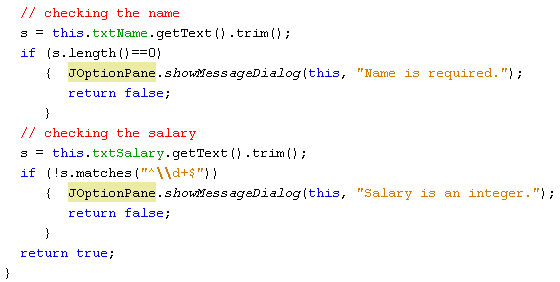 // checking the name
s = this.txtName.getText().trim();
if (s.length()==0)
{ JOptionPane.showMessageDialog(this, "Name is required.");
return false;
}
// checking the salary
s = this.txtSalary.getText().trim();
if (!s.matches("^\\d+$"))
{ JOptionPane.showMessageDialog(this, "Salary is an integer.");
return false;
}
return true;
}